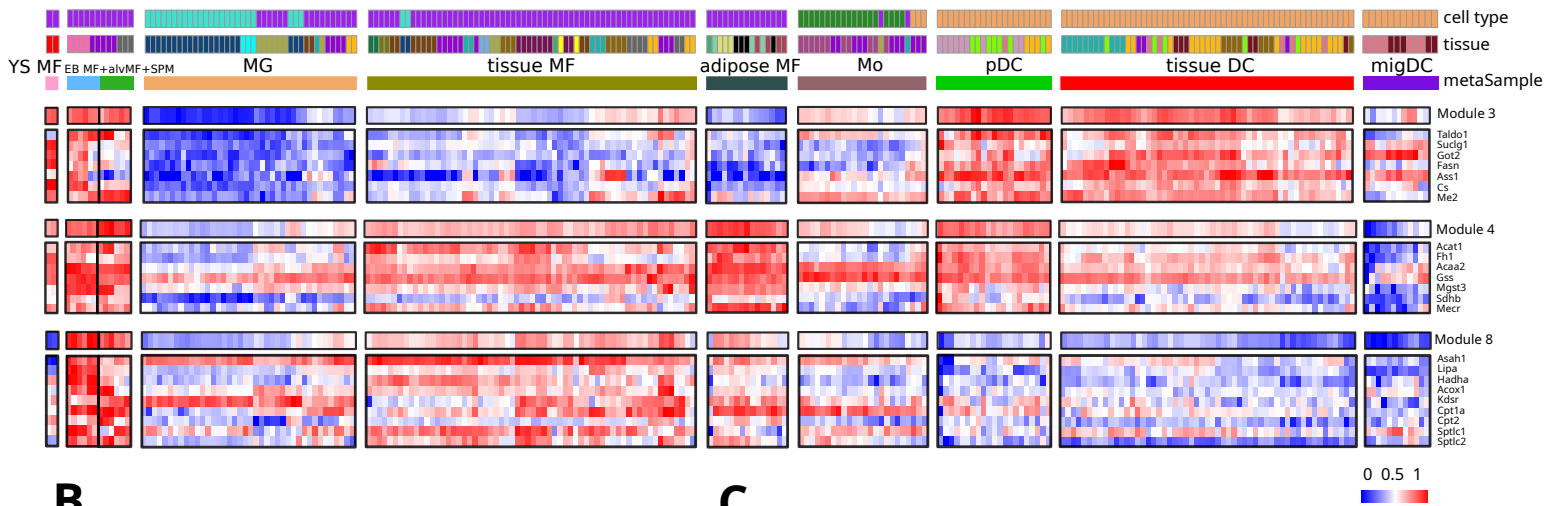 cell type
tissue
YS MF EB MF+alvMF+SPM MG tissue MF adipose MF Mo pDC tissue DC migDC
metaSample
Module 3
Taldo1
Suclg1
Got2
Fasn
Ass1
Cs
Me2
Module 4
Acat1
Fh1
Acaa2
Gss
Mgst3
Sdhb
Mecr
Module 8
Asah1
Lipa
Hadha
Acox1
Kdsr
Cpt1a
Cpt2
Sptlc1
Sptlc2
0 0.5 1
B C